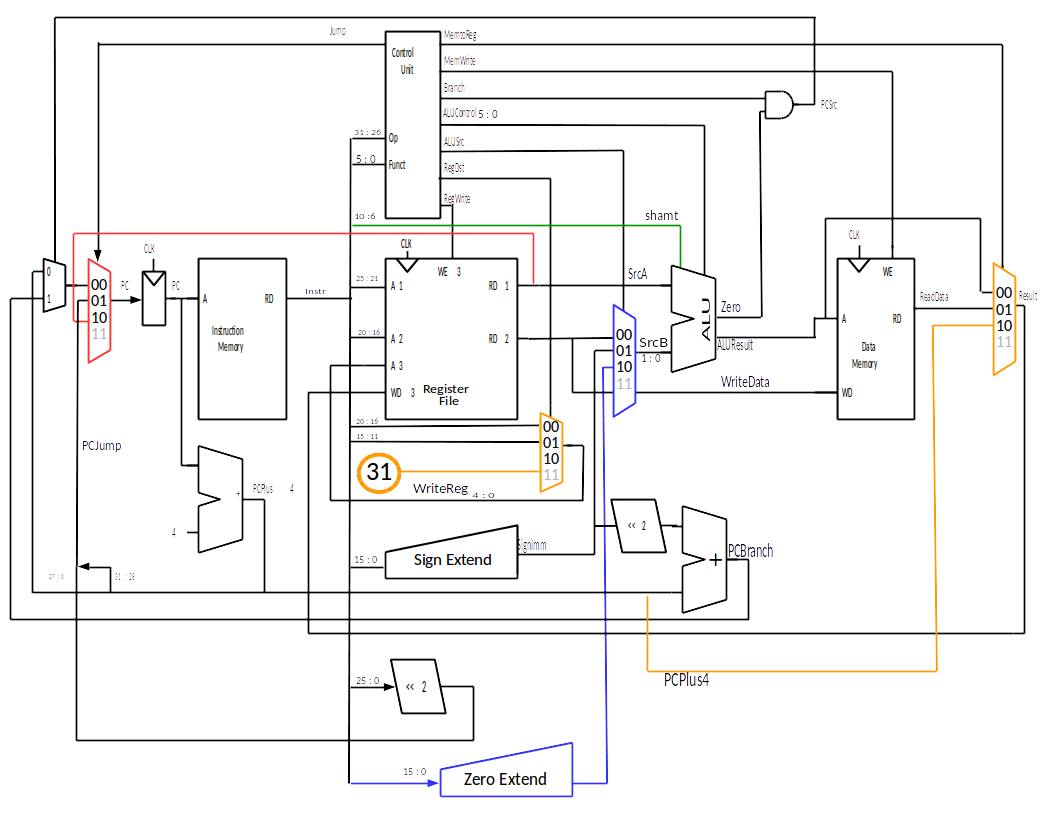 Jump
MemtoReg
Control
Unit
MemWrite
Branch
PCSrc
ALUControl 5 : 0
31 : 26
Op
ALUSrc
5 : 0
Funct
RegDst
RegWrite
10 : 6
shamt
CLK
CLK
CLK
0
1
00
01
10
11
PC
PC
A
RD
Instruction
Memory
Instr
25 : 21
A 1
WE 3
RD 1
20 : 16
A 2
RD 2
A 3
WD 3
Register
File
SrcA
00
01
10
11
SrcB
1 : 0
ALU
Zero
ALUResult
WriteData
WE
A
RD
Data
Memory
WD
ReadData
00
01
10
11
Result
20 : 16
15 : 11
00
01
10
11
31
WriteReg 4 : 0
PCJump
+
PCPlus 4
4
<< 2
SignImm
15 : 0
Sign Extend
+
PCBranch
27 : 0
31 : 28
25 : 0
<< 2
PCPlus4
15 : 0
Zero Extend